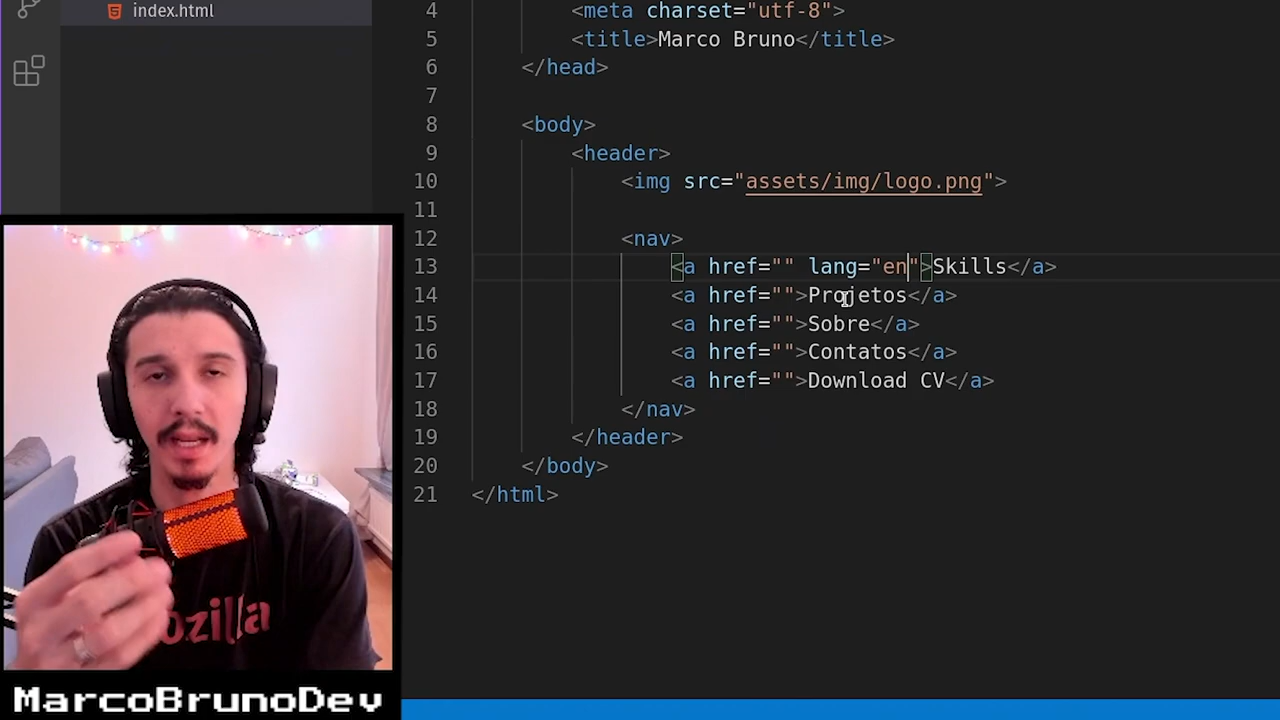 index.html
4 <meta charset="utf-8">
5 <title>Marco Bruno</title>
6 </head>
7
8 <body>
9 <header>
10 <img src="assets/img/logo.png">
11
12 <nav>
13 <a href="" lang="en">Skills</a>
14 <a href="">Projetos</a>
15 <a href="">Sobre</a>
16 <a href="">Contatos</a>
17 <a href="">Download CV</a>
18 </nav>
19 </header>
20 </body>
21 </html>
mozilla
MarcoBrunoDev